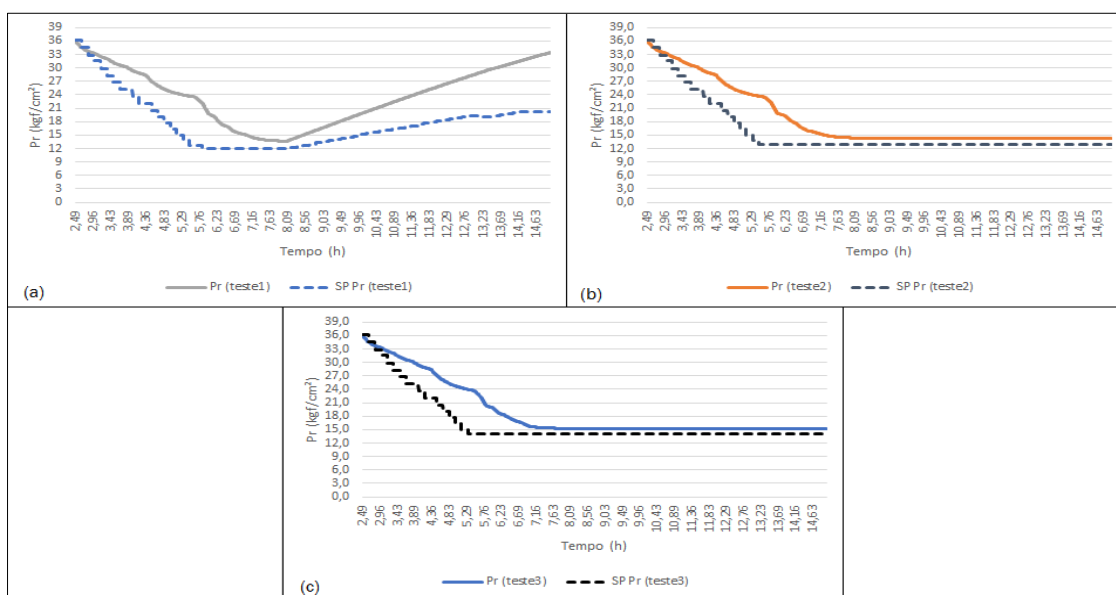 39
36
33
30
27
24
21
18
15
12
9
6
3
0
Pr (kgf/cm²)
2,49 2,96 3,43 3,89 4,36 4,83 5,29 5,76 6,23 6,69 7,16 7,63 8,09 8,56 9,03 9,49 9,96 10,43 10,89 11,36 11,83 12,29 12,76 13,23 13,69 14,16 14,63
Tempo (h)
Pr (teste1) SP Pr (teste1)
(a)
39,0
36,0
33,0
30,0
27,0
24,0
21,0
18,0
15,0
12,0
9,0
6,0
3,0
0,0
Pr (kgf/cm²)
2,49 2,96 3,43 3,89 4,36 4,83 5,29 5,76 6,23 6,69 7,16 7,63 8,09 8,56 9,03 9,49 9,96 10,43 10,89 11,36 11,83 12,29 12,76 13,23 13,69 14,16 14,63
Tempo (h)
Pr (teste2) SP Pr (teste2)
(b)
39,0
36,0
33,0
30,0
27,0
24,0
21,0
18,0
15,0
12,0
9,0
6,0
3,0
0,0
Pr (kgf/cm²)
2,49 2,96 3,43 3,89 4,36 4,83 5,29 5,76 6,23 6,69 7,16 7,63 8,09 8,56 9,03 9,49 9,96 10,43 10,89 11,36 11,83 12,29 12,76 13,23 13,69 14,16 14,63
Tempo (h)
Pr (teste3) SP Pr (teste3)
(c)